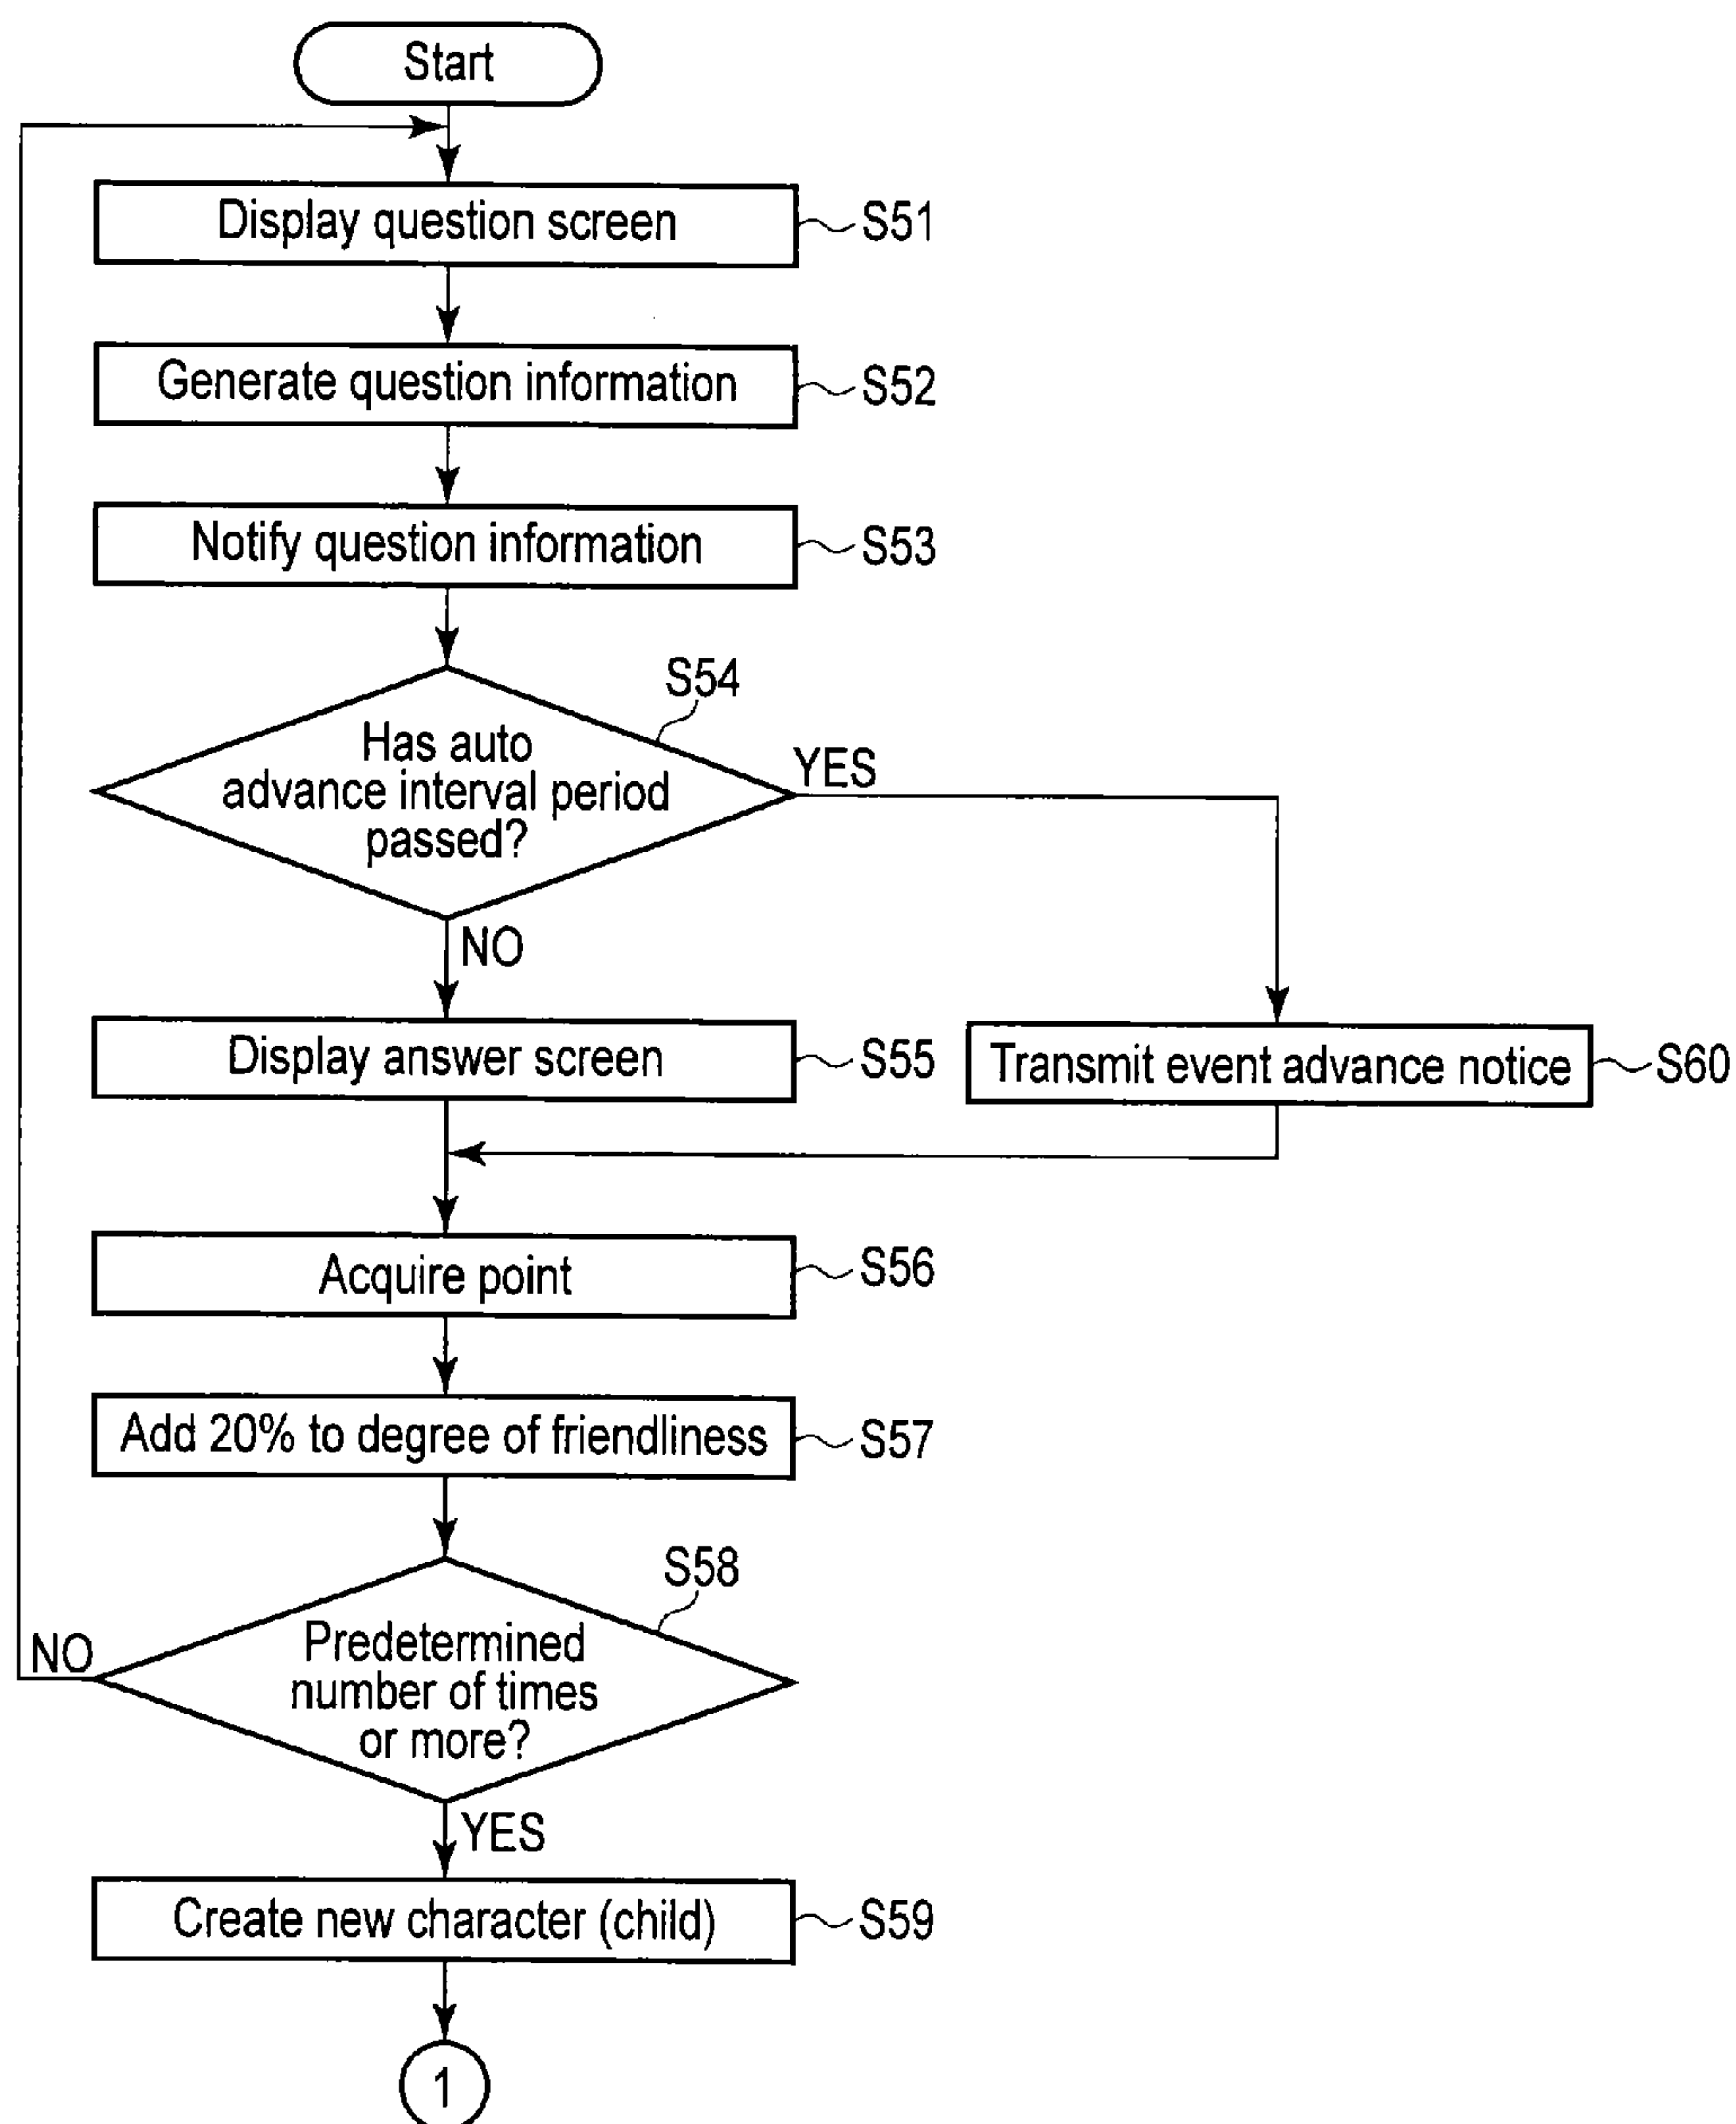 Start
Display question screen
S51
Generate question information
S52
Notify question information
S53
S54
Has auto
advance interval period
passed?
YES
NO
Display answer screen
S55
Transmit event advance notice
S60
Acquire point
S56
Add 20% to degree of friendliness
S57
S58
Predetermined
number of times
or more?
NO
YES
Create new character (child)
S59
1